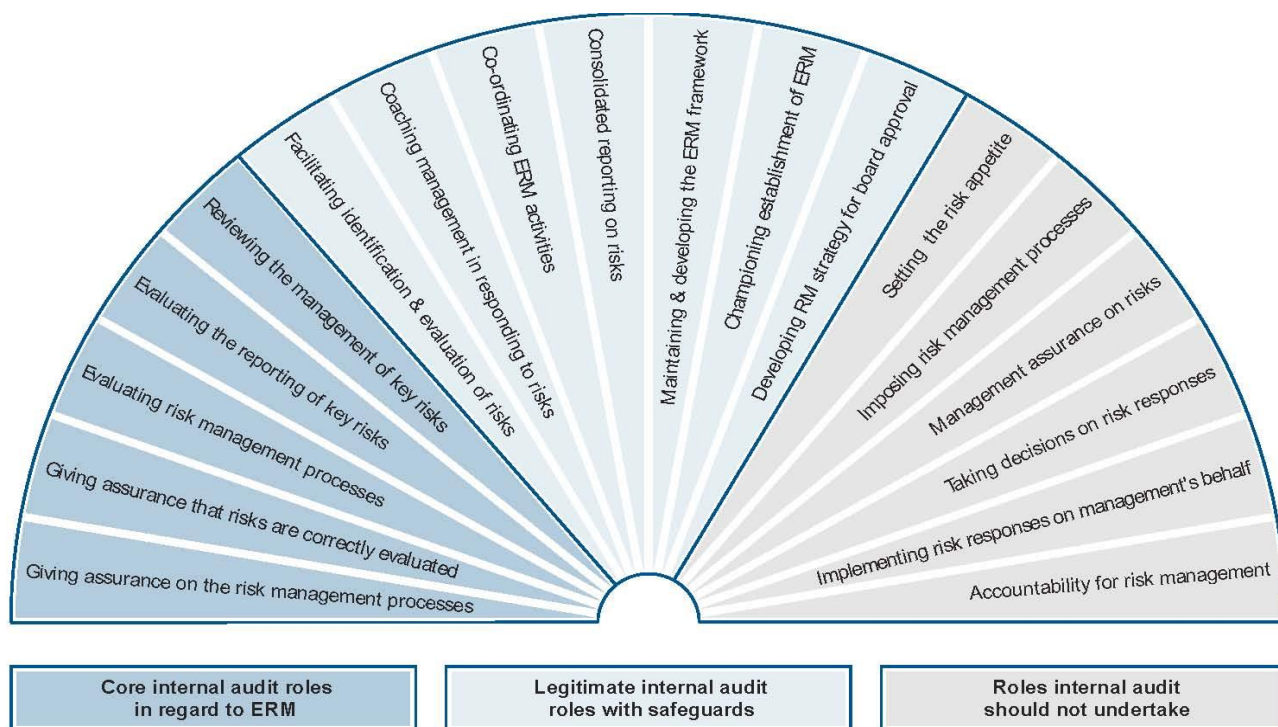 Giving assurance on the risk management processes
Giving assurance that risks are correctly evaluated
Evaluating risk management processes
Evaluating the reporting of key risks
Reviewing the management of key risks
Facilitating identification & evaluation of risks
Coaching management in responding to risks
Co-ordinating ERM activities
Consolidated reporting on risks
Maintaining & developing the ERM framework
Championing establishment of ERM
Developing RM strategy for board approval
Setting the risk appetite
Imposing risk management processes
Management assurance on risks
Taking decisions on risk responses
Implementing risk responses on management's behalf
Accountability for risk management
Core internal audit roles
in regard to ERM
Legitimate internal audit
roles with safeguards
Roles internal audit
should not undertake